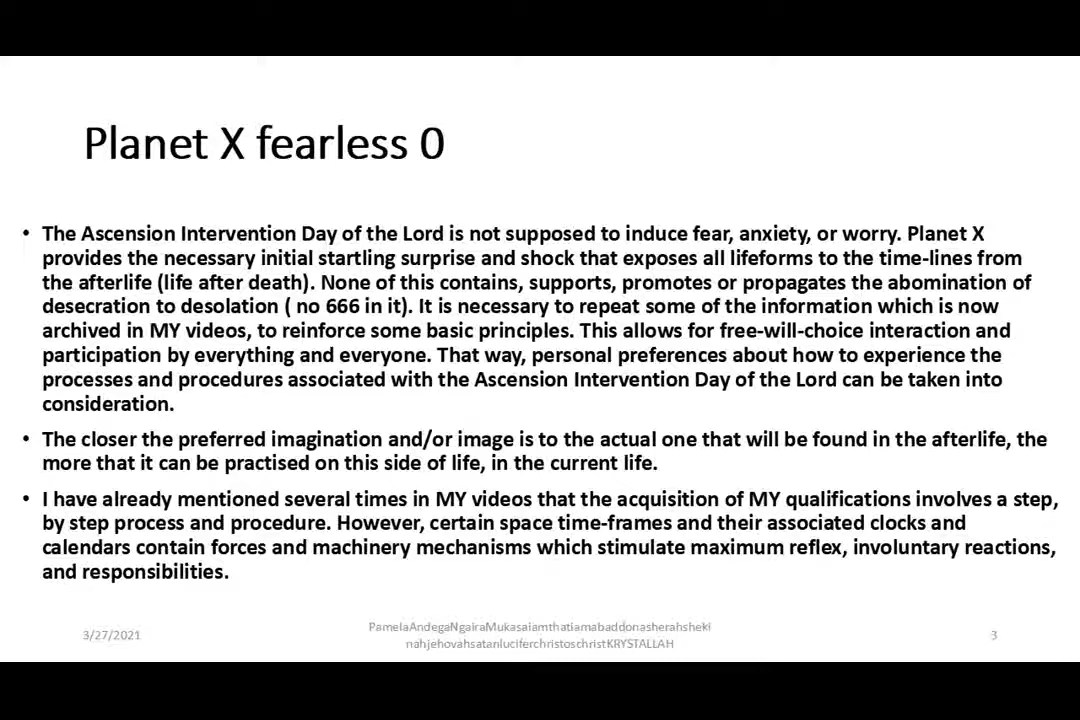 Planet X fearless 0
• The Ascension Intervention Day of the Lord is not supposed to induce fear, anxiety, or worry. Planet X
provides the necessary initial startling surprise and shock that exposes all lifeforms to the time-lines from
the afterlife (life after death). None of this contains, supports, promotes or propagates the abomination of
desecration to desolation ( no 666 in it). It is necessary to repeat some of the information which is now
archived in MY videos, to reinforce some basic principles. This allows for free-will-choice interaction and
participation by everything and everyone. That way, personal preferences about how to experience the
processes and procedures associated with the Ascension Intervention Day of the Lord can be taken into
consideration.
• The closer the preferred imagination and/or image is to the actual one that will be found in the afterlife, the
more that it can be practised on this side of life, in the current life.
• I have already mentioned several times in MY videos that the acquisition of MY qualifications involves a step,
by step process and procedure. However, certain space time-frames and their associated clocks and
calendars contain forces and machinery mechanisms which stimulate maximum reflex, involuntary reactions,
and responsibilities.
3/27/2021
PamelaAndegaNgairaMukasaiamthatiamabaddonasherahsheki
nahjehovahsatanluciferchristoschristKRYSTALLAH
3